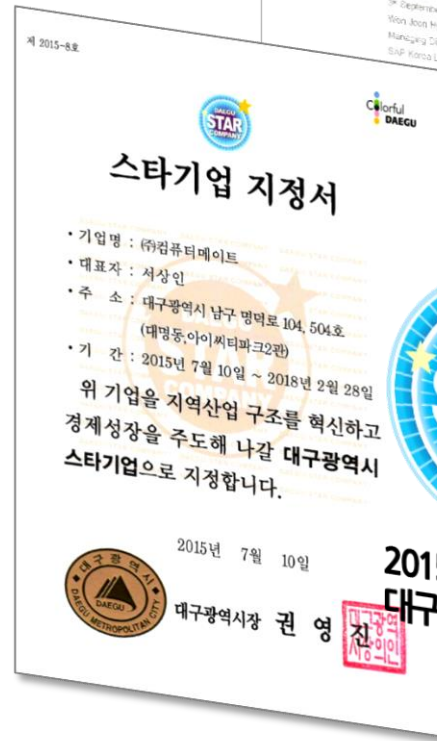 제 2015-8호
DAEGU
STAR
COMPANY
Colorful
DAEGU
스타기업 지정서
• 기업명 : ㈜컴퓨터메이트
• 대표자 : 서상인
• 주 소 : 대구광역시 남구 명덕로 104, 504호
(대명동,아이씨티파크2관)
• 기 간 : 2015년 7월 10일 ~ 2018년 2월 28일
위 기업을 지역산업 구조를 혁신하고
경제성장을 주도해 나갈 대구광역시
스타기업으로 지정합니다.
2015년 7월 10일
대구광역시
DAEGU
DAEGU METROPOLITAN CITY
대구광역시장 권 영 진
대구광역
시장의인
201
대구